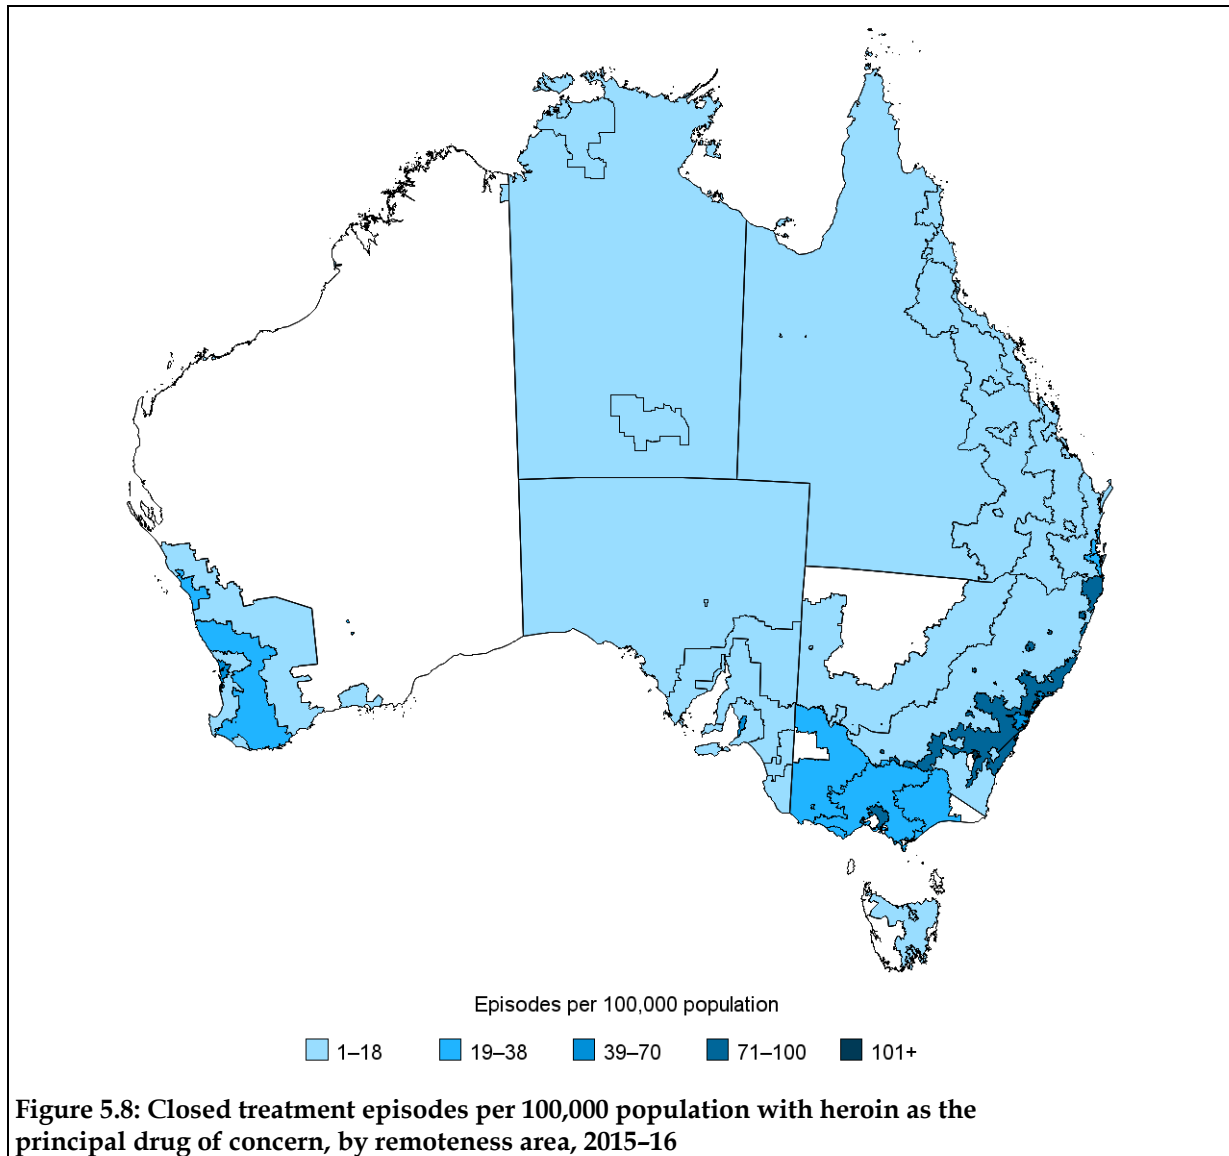 Episodes per 100,000 population
1–18 19–38 39–70 71–100 101+
Figure 5.8: Closed treatment episodes per 100,000 population with heroin as the
principal drug of concern, by remoteness area, 2015–16